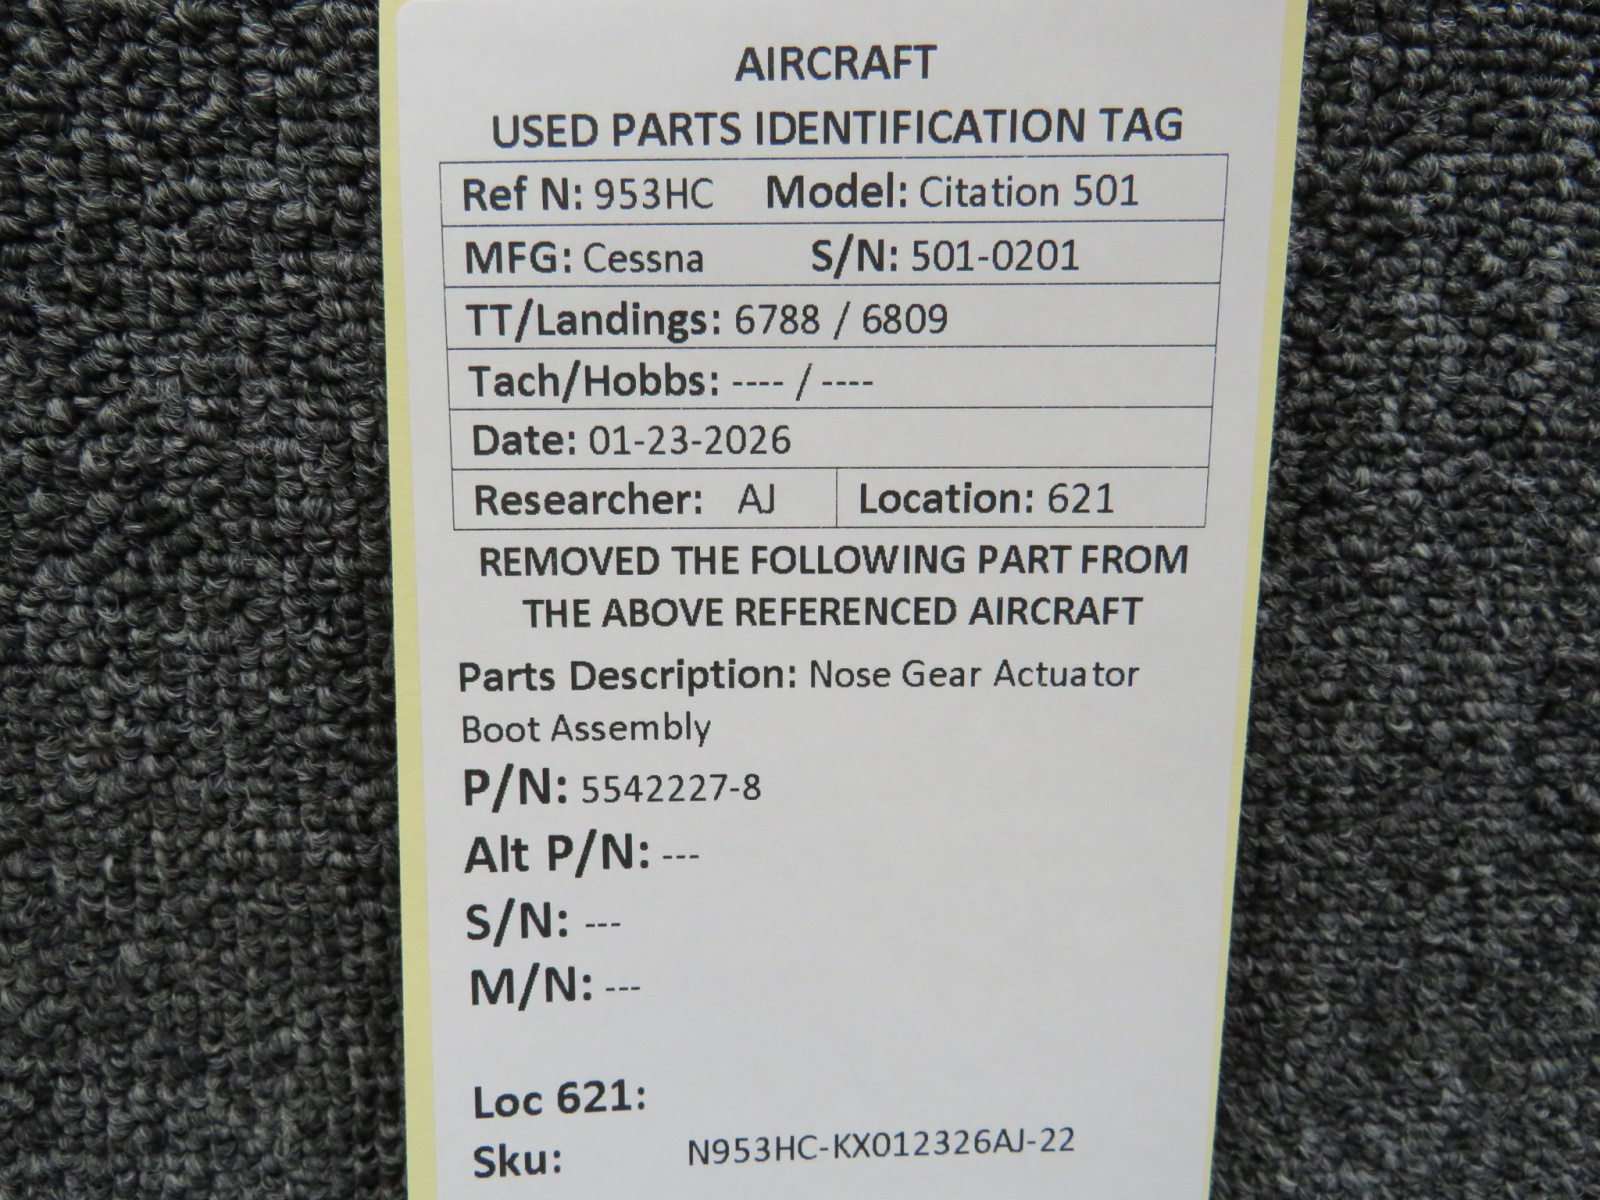 AIRCRAFT
USED PARTS IDENTIFICATION TAG
Ref N: 953HC Model: Citation 501
MFG: Cessna S/N: 501-0201
TT/Landings: 6788 / 6809
Tach/Hobbs: ---- / ----
Date: 01-23-2026
Researcher: AJ Location: 621
REMOVED THE FOLLOWING PART FROM
THE ABOVE REFERENCED AIRCRAFT
Parts Description: Nose Gear Actuator
Boot Assembly
P/N: 5542227-8
Alt P/N: ---
S/N: ---
M/N: ---
Loc 621:
Sku: N953HC-KX012326AJ-22